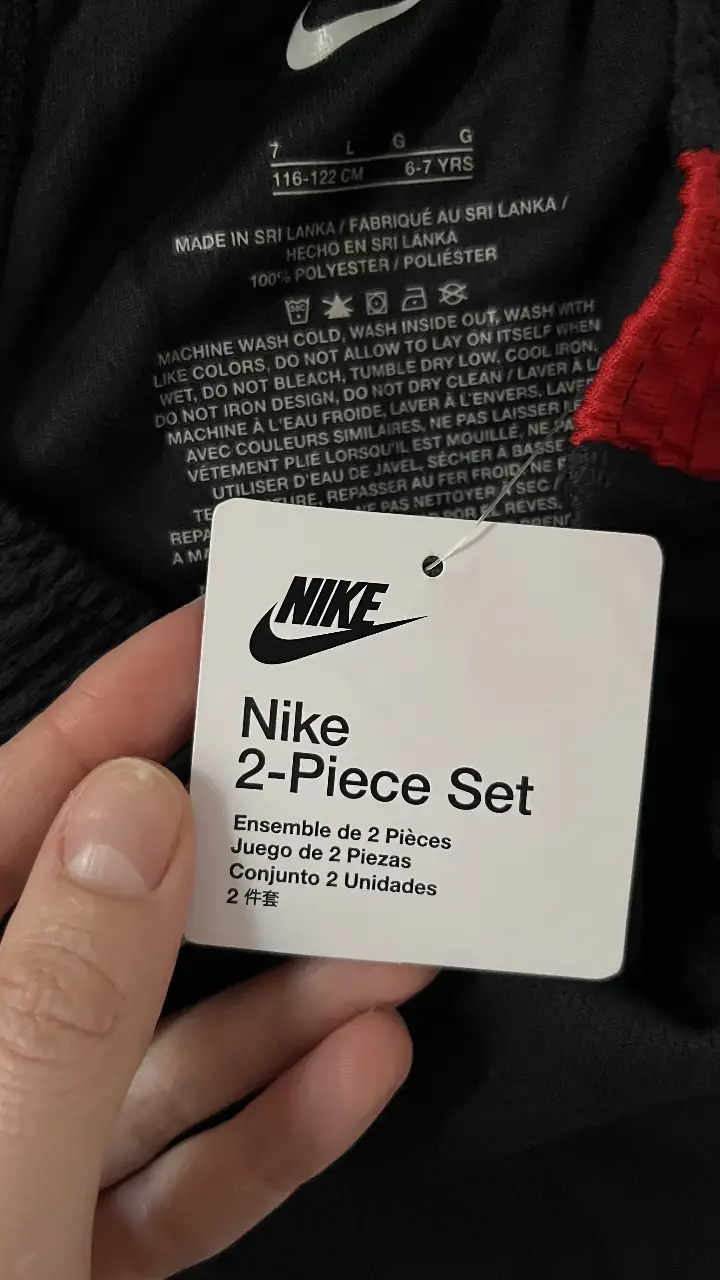 7 L G G
116-122 CM 6-7 YRS
MADE IN SRI LANKA / FABRIQUÉ AU SRI LANKA /
HECHO EN SRI LANKA
100% POLYESTER / POLIÉSTER
MACHINE WASH COLD, WASH INSIDE OUT, WASH WITH
LIKE COLORS, DO NOT ALLOW TO LAY ON ITSELF WHEN
WET, DO NOT BLEACH, TUMBLE DRY LOW, COOL IRON,
DO NOT IRON DESIGN, DO NOT DRY CLEAN / LAVER À
MACHINE À L'EAU FROIDE, LAVER À L'ENVERS,
AVEC COULEURS SIMILAIRES, NE PAS LAISSER
VÊTEMENT PLIÉ LORSQU'IL EST MOUILLÉ, NE
UTILISER D'EAU DE JAVEL, SÉCHER À BASSE
REPASSER AU FER FROID, NE
PAS NETTOYER À SEC /
POR EL REVÉS,
NIKE
Nike
2-Piece Set
Ensemble de 2 Pièces
Juego de 2 Piezas
Conjunto 2 Unidades
2 件套